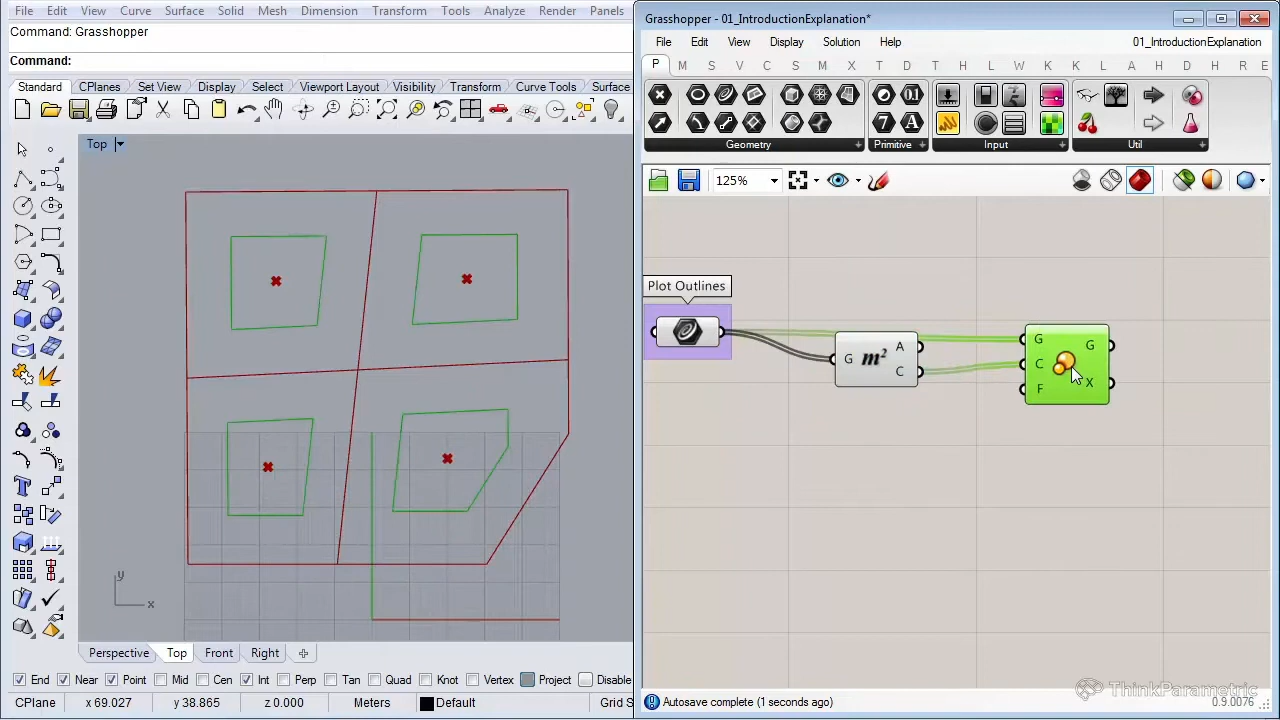 File Edit View Curve Surface Solid Mesh Dimension Transform Tools Analyze Render Panels
Command: Grasshopper
Command:
Standard CPlanes Set View Display Select Viewport Layout Visibility Transform Curve Tools Surface
Top
y
x
Perspective Top Front Right
End Near Point Mid Cen Int Perp Tan Quad Knot Vertex Project Disable
CPlane x 69.027 y 38.865 z 0.000 Meters Default Grid S
Grasshopper - 01_IntroductionExplanation*
File Edit View Display Solution Help 01_IntroductionExplanation
P M S V C S M X T D T H I J K K L A D H R E
Geometry Primitive Input Util
125%
Plot Outlines
G m² A C
G C F G X
ThinkParametric
Autosave complete (1 seconds ago) 0.9.0076